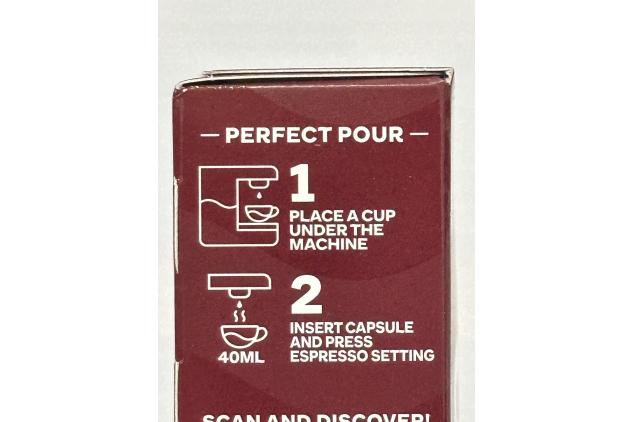 — PERFECT POUR —
1
PLACE A CUP
UNDER THE
MACHINE
2
INSERT CAPSULE
AND PRESS
ESPRESSO SETTING
40ML
SCAN AND DISCOVER!